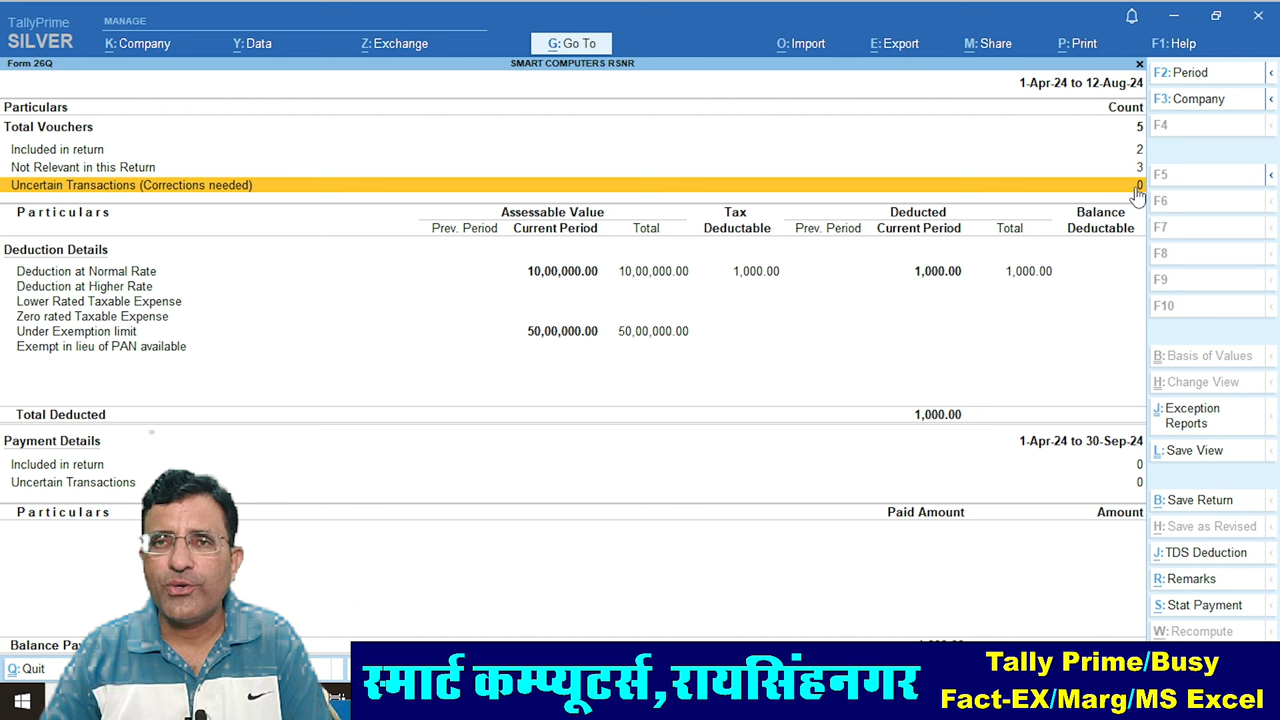 TallyPrime
SILVER
MANAGE
K: Company
Y: Data
Z: Exchange
G: Go To
O: Import
E: Export
M: Share
P: Print
F1: Help
Form 26Q
SMART COMPUTERS RSNR
1-Apr-24 to 12-Aug-24
Particulars
Count
Total Vouchers 5
Included in return 2
Not Relevant in this Return 3
Uncertain Transactions (Corrections needed) 0
Particulars Assessable Value Tax Deducted Balance
Prev. Period Current Period Total Deductable Prev. Period Current Period Total Deductable
Deduction Details
Deduction at Normal Rate 10,00,000.00 10,00,000.00 1,000.00 1,000.00 1,000.00
Deduction at Higher Rate
Lower Rated Taxable Expense
Zero rated Taxable Expense
Under Exemption limit 50,00,000.00 50,00,000.00
Exempt in lieu of PAN available
Total Deducted 1,000.00
Payment Details 1-Apr-24 to 30-Sep-24
Included in return 0
Uncertain Transactions 0
Particulars Paid Amount Amount
Balance
Q: Quit
F2: Period
F3: Company
F4
F5
F6
F7
F8
F9
F10
B: Basis of Values
H: Change View
J: Exception
Reports
L: Save View
B: Save Return
H: Save as Revised
J: TDS Deduction
R: Remarks
S: Stat Payment
W: Recompute
स्मार्ट कम्प्यूटर्स,रायसिंहनगर
Tally Prime/Busy
Fact-EX/Marg/MS Excel